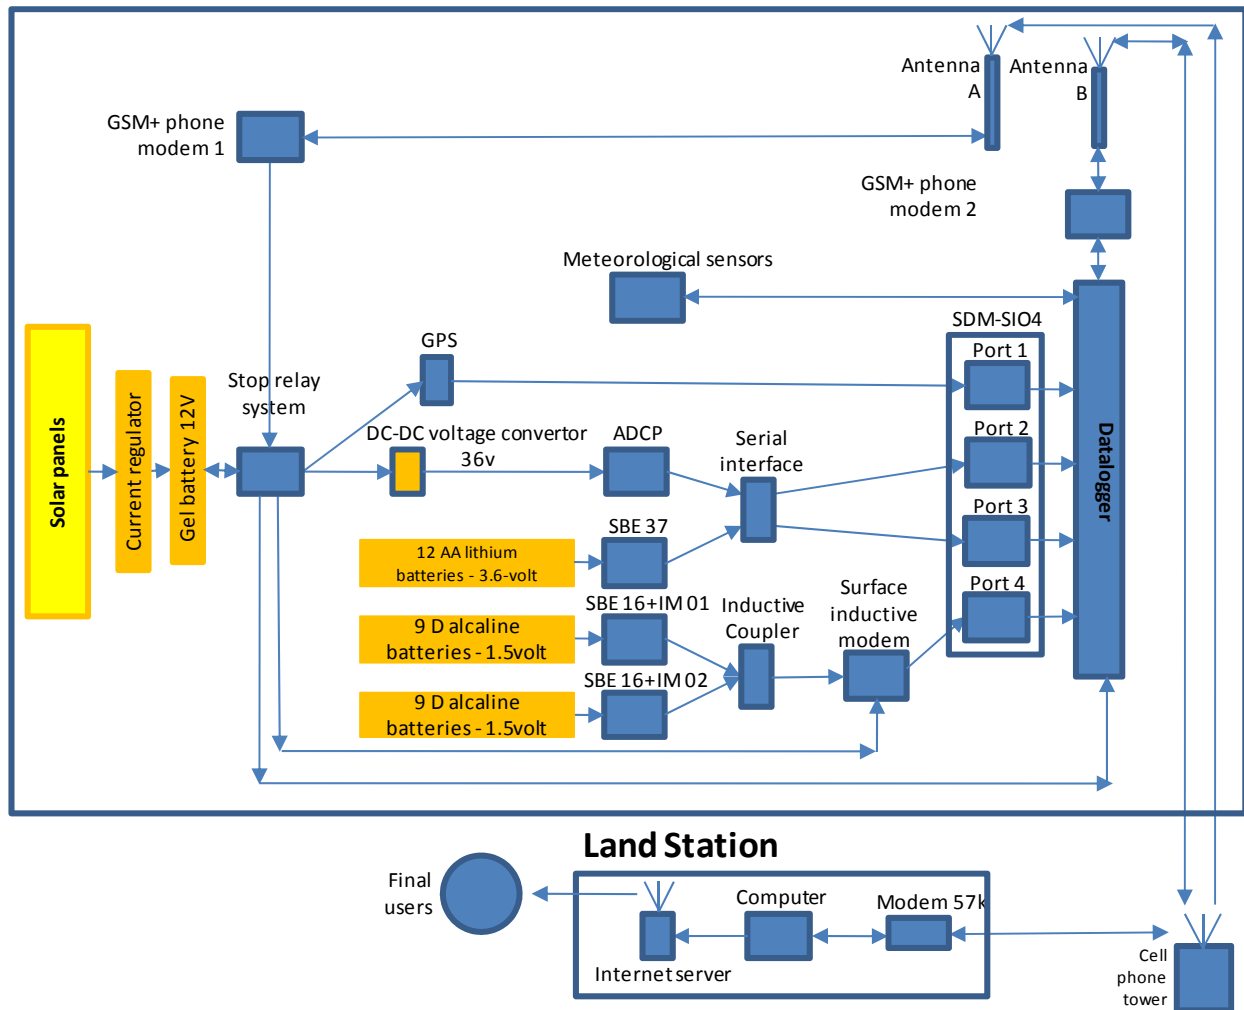 Antenna
A
Antenna
B
GSM+ phone
modem 1
GSM+ phone
modem 2
Meteorological sensors
SDM-SIO4
GPS
Port 1
Stop relay
system
Solar panels
Current regulator
Gel battery 12V
DC-DC voltage convertor
36v
ADCP
Serial
interface
Port 2
Datalogger
Port 3
SBE 37
12 AA lithium
batteries - 3.6-volt
Port 4
SBE 16+IM 01
Inductive
Coupler
Surface
inductive
modem
9 D alcaline
batteries - 1.5volt
SBE 16+IM 02
9 D alcaline
batteries - 1.5volt
Land Station
Final
users
Computer
Modem 57k
Internet server
Cell
phone
tower